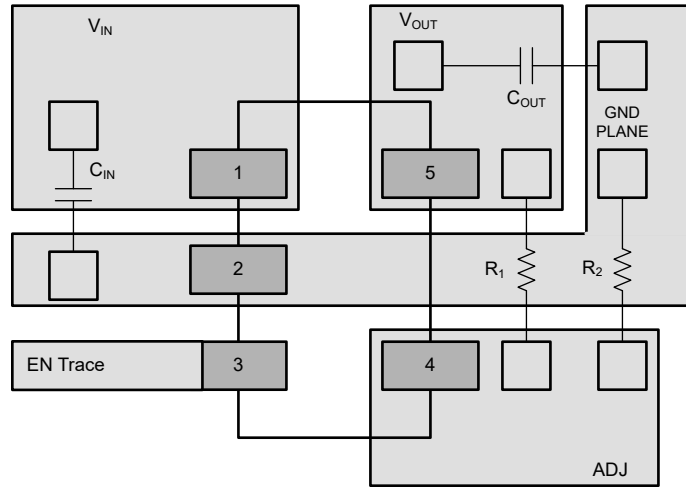 VIN
VOUT
COUT
GND
PLANE
CIN
1
5
2
R1
R2
EN Trace
3
4
ADJ